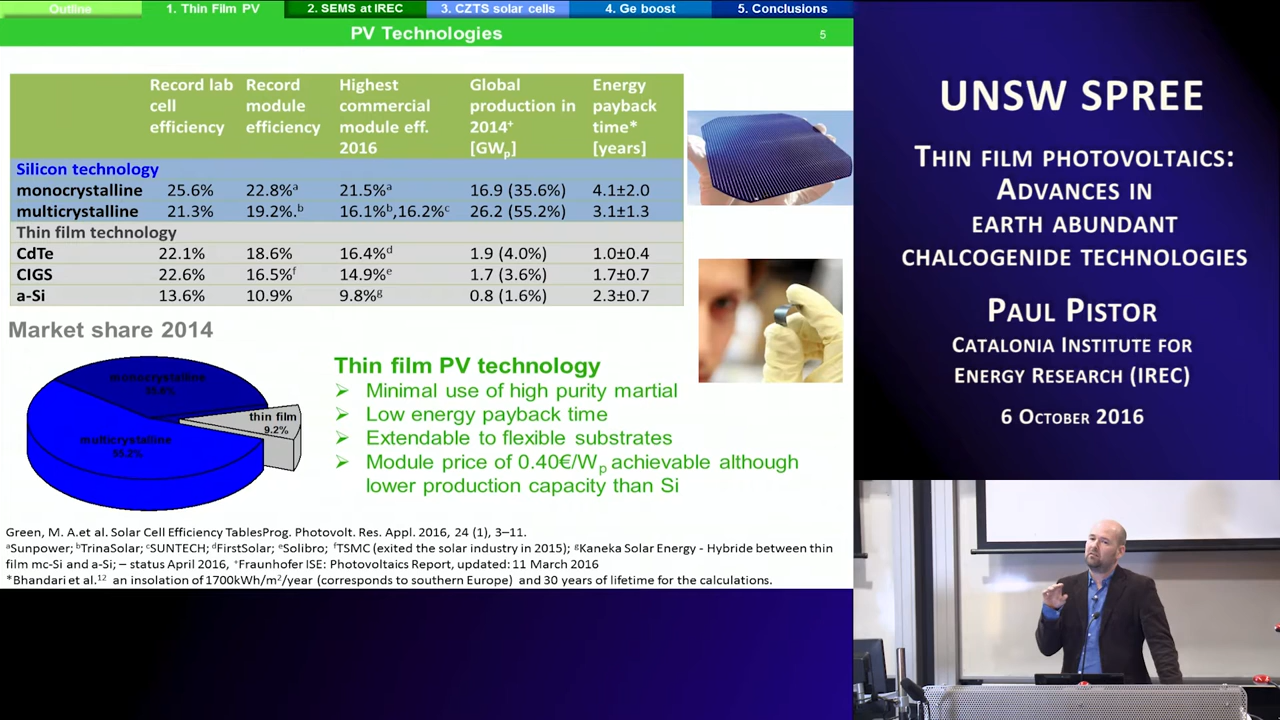 Outline
1. Thin Film PV
2. SEMS at IREC
3. CZTS solar cells
4. Ge boost
5. Conclusions
PV Technologies
5
Record lab cell efficiency
Record module efficiency
Highest commercial module eff. 2016
Global production in 2014⁺ [GWp]
Energy payback time* [years]
Silicon technology
monocrystalline 25.6% 22.8%ᵃ 21.5%ᵃ 16.9 (35.6%) 4.1±2.0
multicrystalline 21.3% 19.2%.ᵇ 16.1%ᵇ,16.2%ᶜ 26.2 (55.2%) 3.1±1.3
Thin film technology
CdTe 22.1% 18.6% 16.4%ᵈ 1.9 (4.0%) 1.0±0.4
CIGS 22.6% 16.5%ᶠ 14.9%ᵉ 1.7 (3.6%) 1.7±0.7
a-Si 13.6% 10.9% 9.8%ᵍ 0.8 (1.6%) 2.3±0.7
Market share 2014
monocrystalline
multicrystalline
thin film
9.2%
Thin film PV technology
Minimal use of high purity martial
Low energy payback time
Extendable to flexible substrates
Module price of 0.40€/Wp achievable although
lower production capacity than Si
Green, M. A.et al. Solar Cell Efficiency TablesProg. Photovolt. Res. Appl. 2016, 24 (1), 3–11.
ᵃSunpower; ᵇTrinaSolar; ᶜSUNTECH; ᵈFirstSolar; ᵉSolibro; ᶠTSMC (exited the solar industry in 2015); ᵍKaneka Solar Energy - Hybride between thin
film mc-Si and a-Si; – status April 2016, ⁺Fraunhofer ISE: Photovoltaics Report, updated: 11 March 2016
*Bhandari et al.¹² an insolation of 1700kWh/m²/year (corresponds to southern Europe) and 30 years of lifetime for the calculations.
UNSW SPREE
THIN FILM PHOTOVOLTAICS:
ADVANCES IN
EARTH ABUNDANT
CHALCOGENIDE TECHNOLOGIES
PAUL PISTOR
CATALONIA INSTITUTE FOR
ENERGY RESEARCH (IREC)
6 OCTOBER 2016